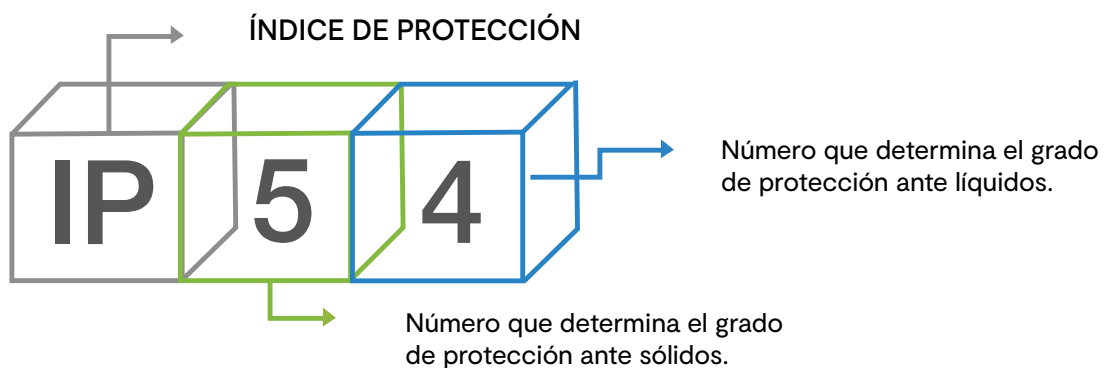 ÍNDICE DE PROTECCIÓN
IP 5 4
Número que determina el grado
de protección ante líquidos.
Número que determina el grado
de protección ante sólidos.